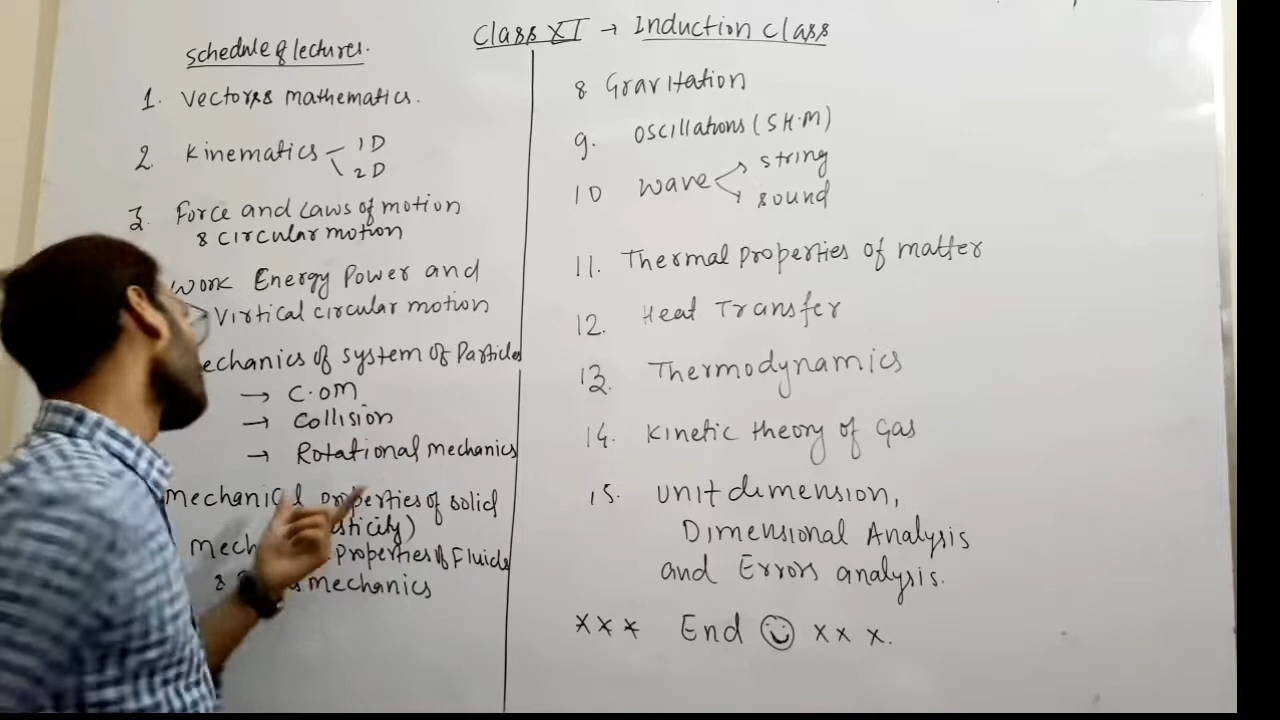 Class XI → Induction class
Schedule of lectures.
1. Vectors & mathematics.
2. Kinematics 1D
2D
3. Force and Laws of motion
& circular motion
Work Energy Power and
Virtical circular motion
echanics of system of Particles
→ C.OM
→ Collision
→ Rotational mechanics
Mechanical properties of solid
sticity)
Mech properties of Fluids
& mechanics
8 Gravitation
9. Oscillations (S.H.M)
10 Wave string
sound
11. Thermal properties of matter
12. Heat Transfer
13. Thermodynamics
14. Kinetic theory of Gas
15. Unit dimension,
Dimensional Analysis
and Errors analysis.
××× End ☺ ×××.